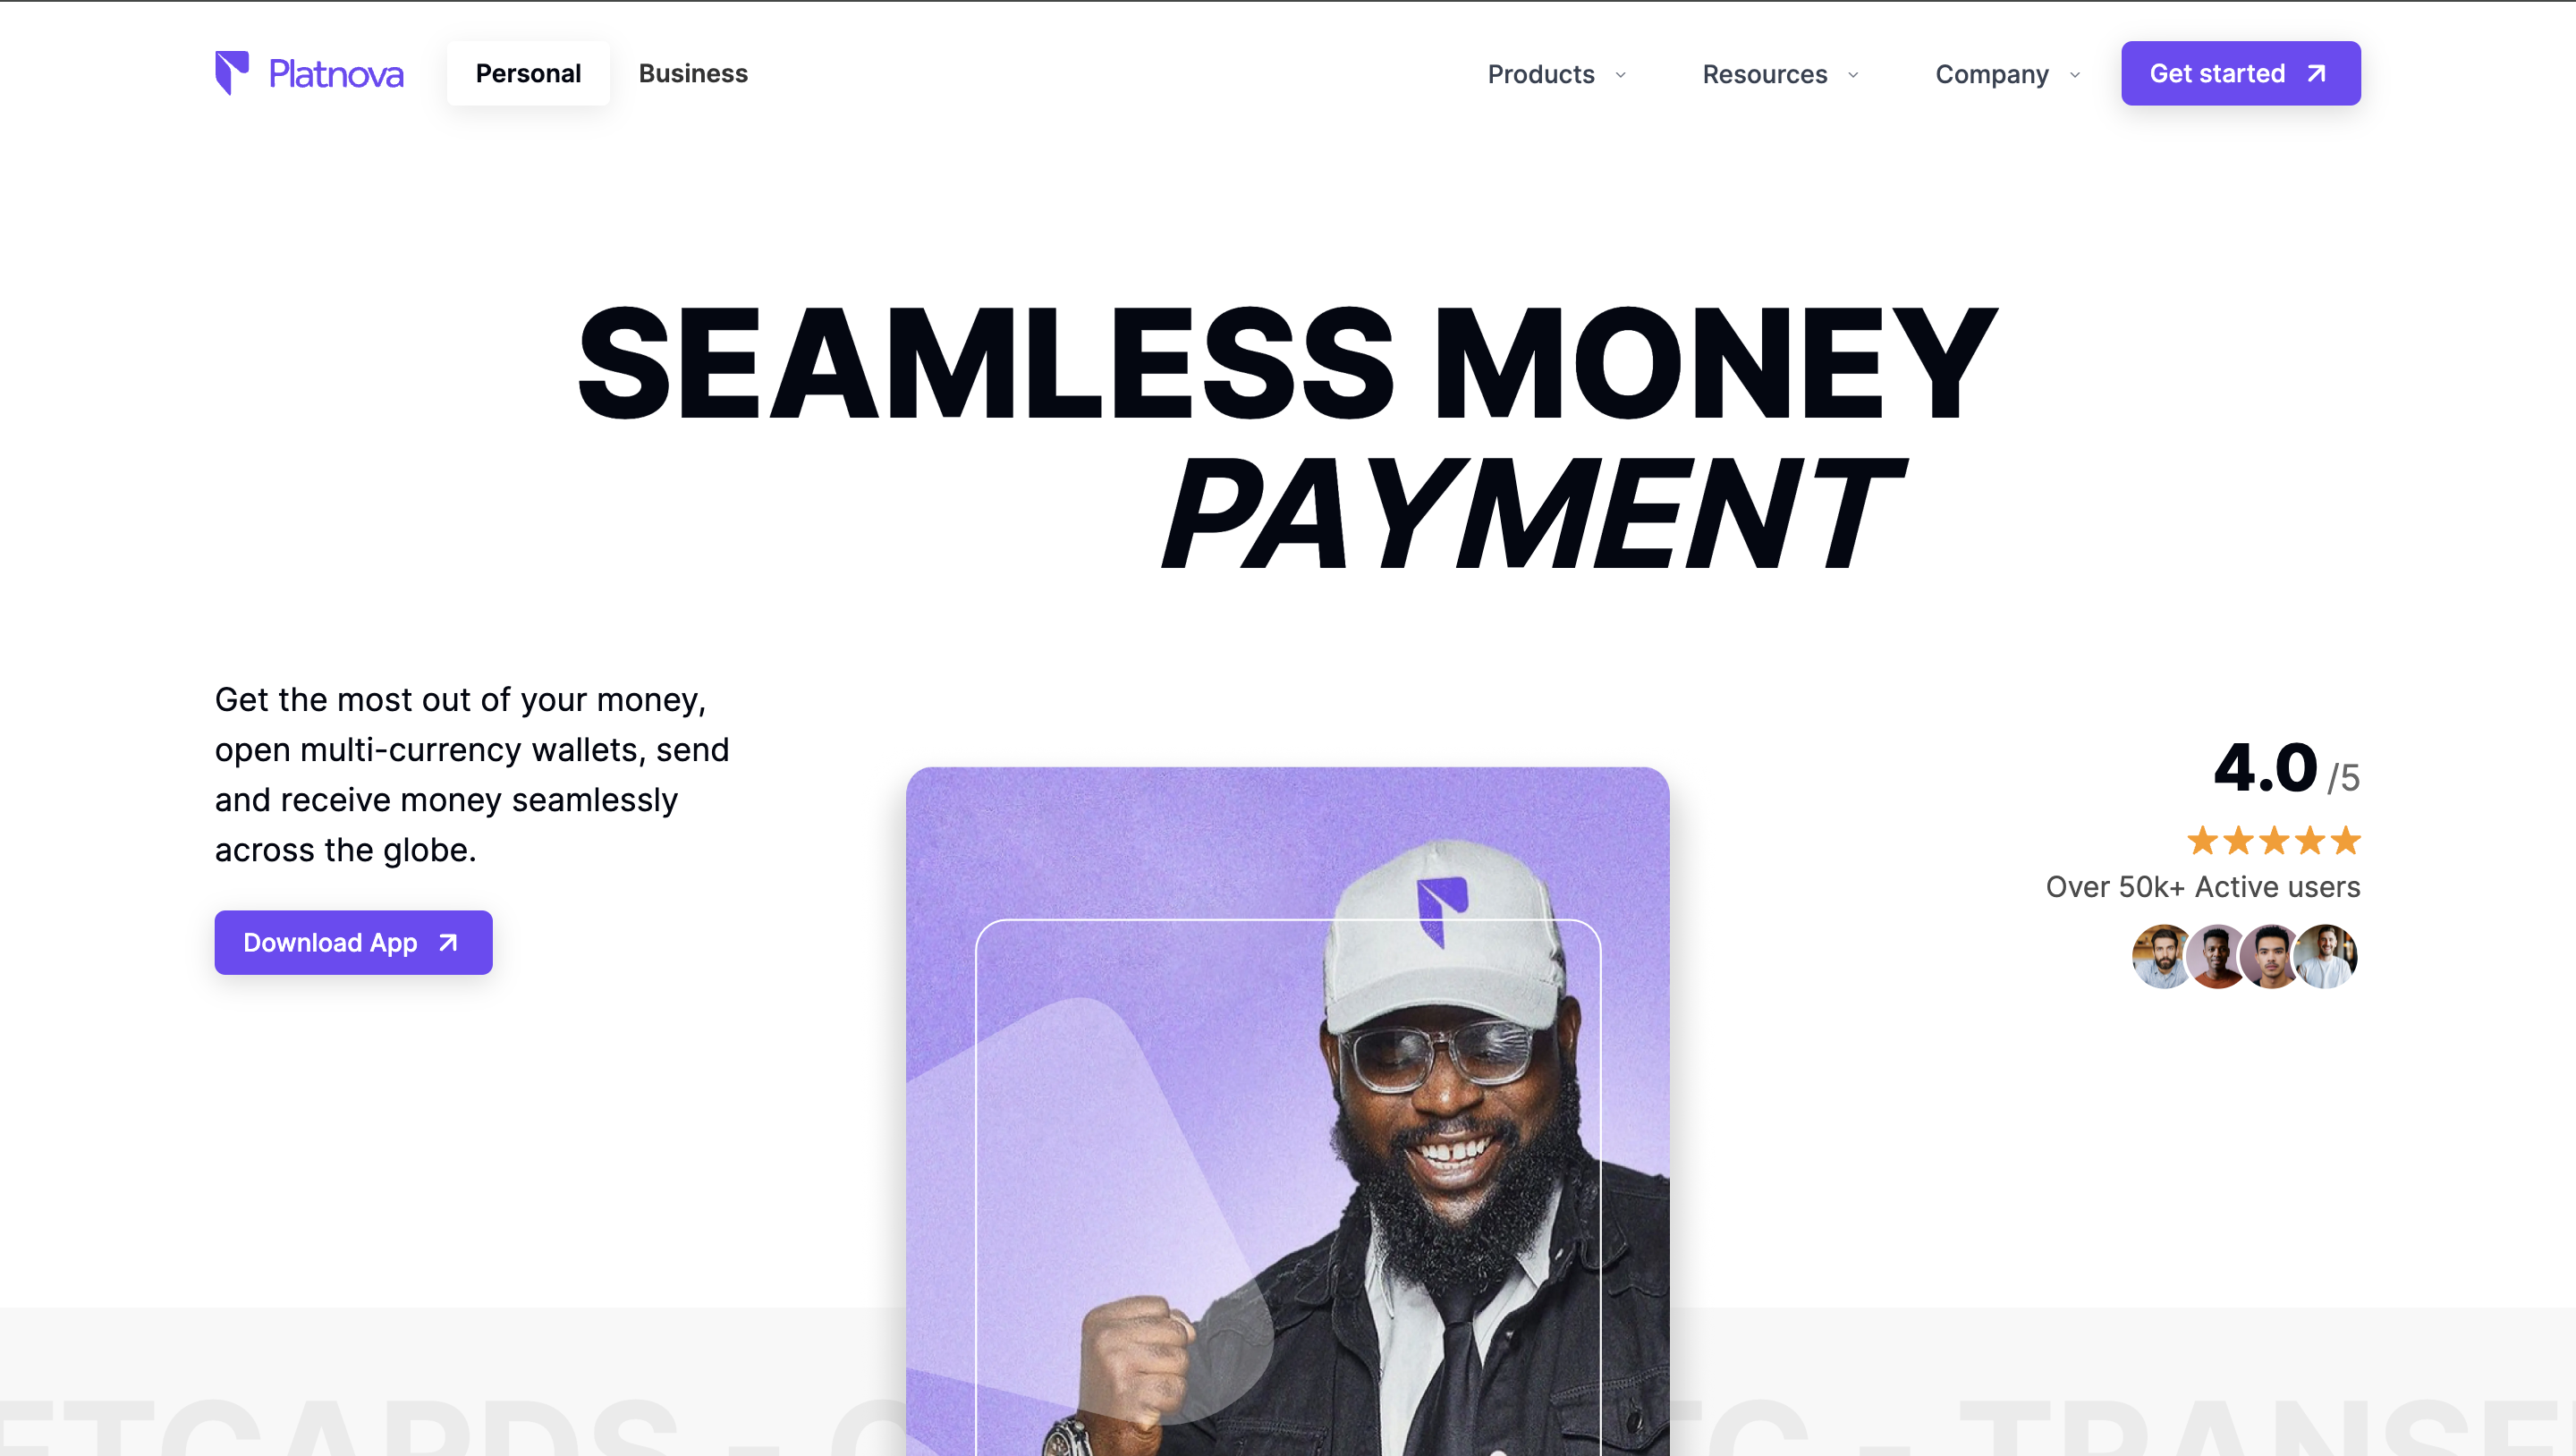 Platnova
Personal
Business
Products
Resources
Company
Get started
SEAMLESS MONEY
PAYMENT
Get the most out of your money,
open multi-currency wallets, send
and receive money seamlessly
across the globe.
Download App
4.0 /5
Over 50k+ Active users